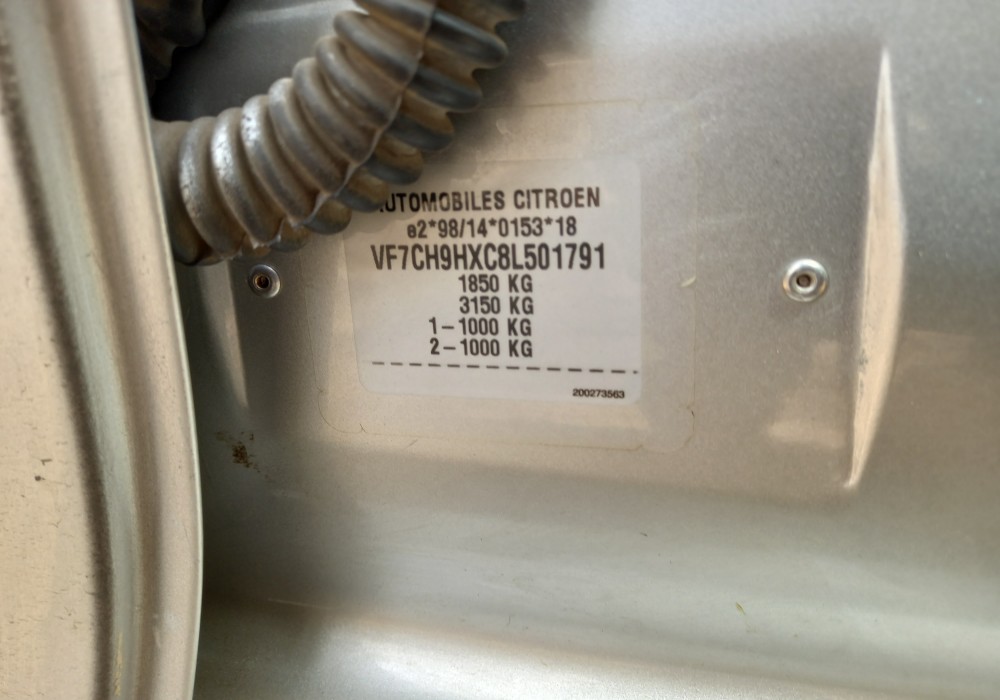 AUTOMOBILES CITROEN
e2*98/14*0153*18
VF7CH9HXC8L501791
1850 KG
3150 KG
1-1000 KG
2-1000 KG
200273563